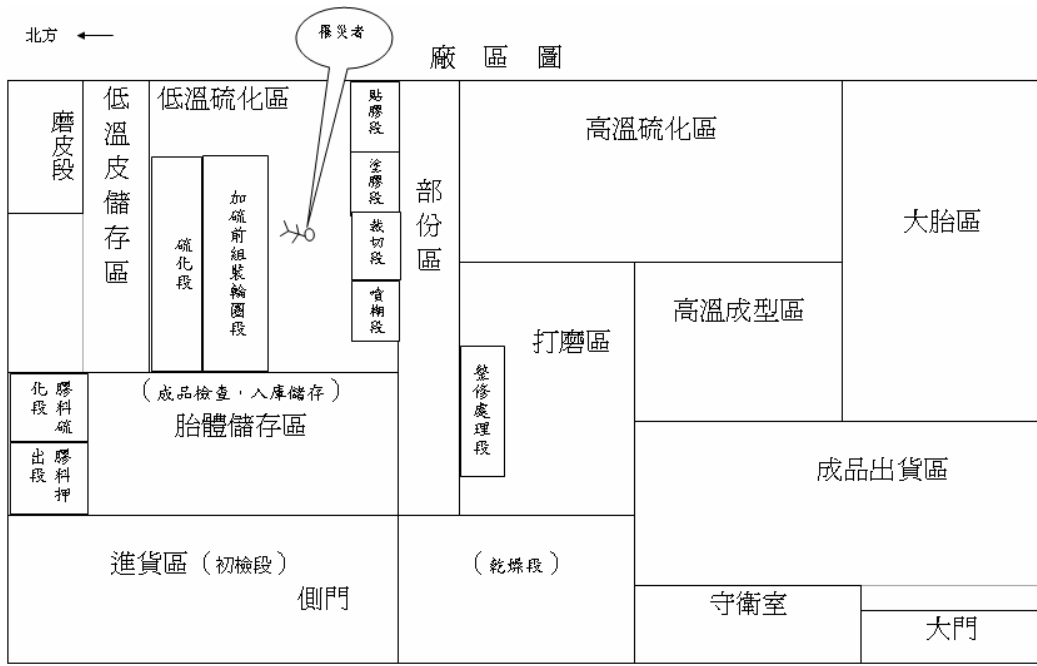 北方 ←
罹災者
廠區圖
磨皮段
低溫皮儲存區
低溫硫化區
硫化段
加硫前組裝輪圈段
貼膠段
塗膠段
裁切段
噴糊段
部份區
高溫硫化區
大胎區
打磨區
高溫成型區
整修處理段
膠料硫化段
膠料押出段
(成品檢查,入庫儲存)
胎體儲存區
成品出貨區
進貨區(初檢段)
側門
(乾燥段)
守衛室
大門